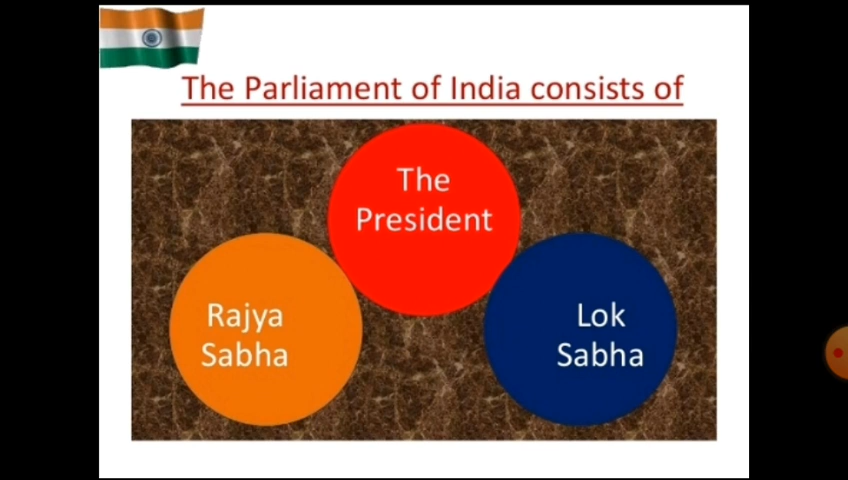 The Parliament of India consists of
The
President
Rajya
Sabha
Lok
Sabha